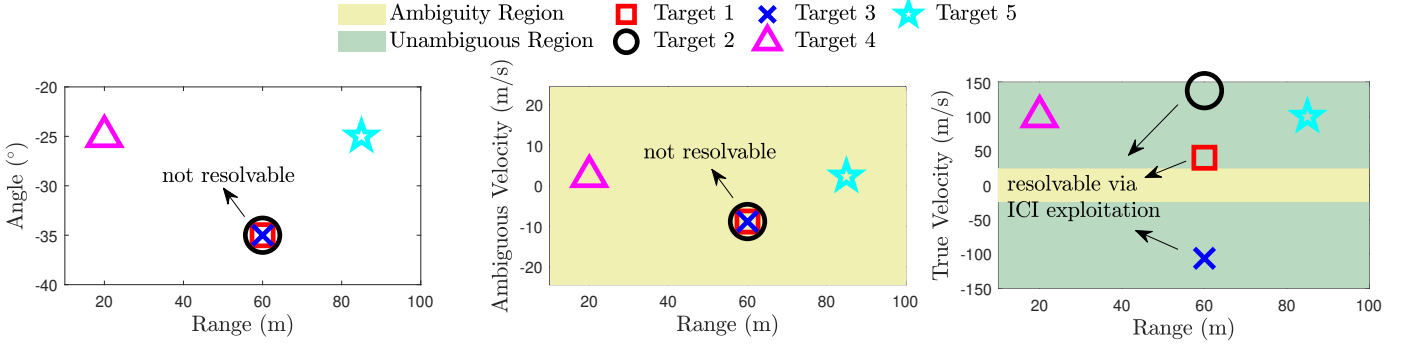 Ambiguity Region
Unambiguous Region
Target 1
Target 2
Target 3
Target 4
Target 5
Angle (°)
-20
-25
-30
-35
-40
not resolvable
20
40
60
80
100
Range (m)
Ambiguous Velocity (m/s)
20
10
0
-10
-20
not resolvable
20
40
60
80
100
Range (m)
True Velocity (m/s)
150
100
50
0
-50
-100
-150
resolvable via
ICI exploitation
20
40
60
80
100
Range (m)